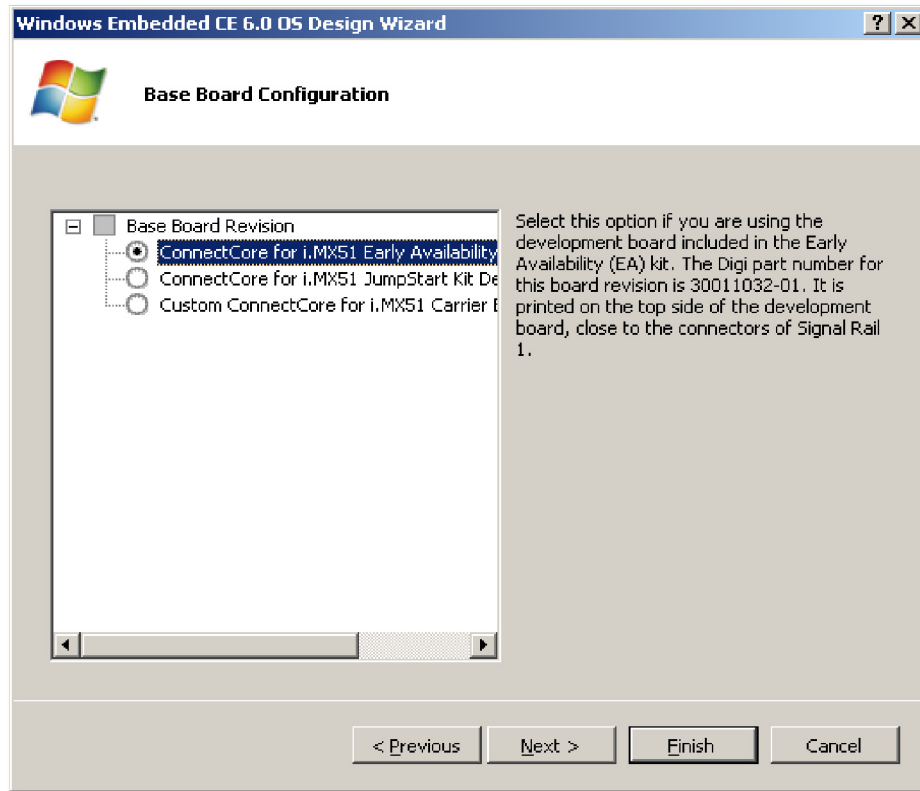 Windows Embedded CE 6.0 OS Design Wizard
Base Board Configuration
Base Board Revision
ConnectCore for i.MX51 Early Availability
ConnectCore for i.MX51 JumpStart Kit De
Custom ConnectCore for i.MX51 Carrier
Select this option if you are using the
development board included in the Early
Availability (EA) kit. The Digi part number for
this board revision is 30011032-01. It is
printed on the top side of the development
board, close to the connectors of Signal Rail
1.
< Previous
Next >
Finish
Cancel